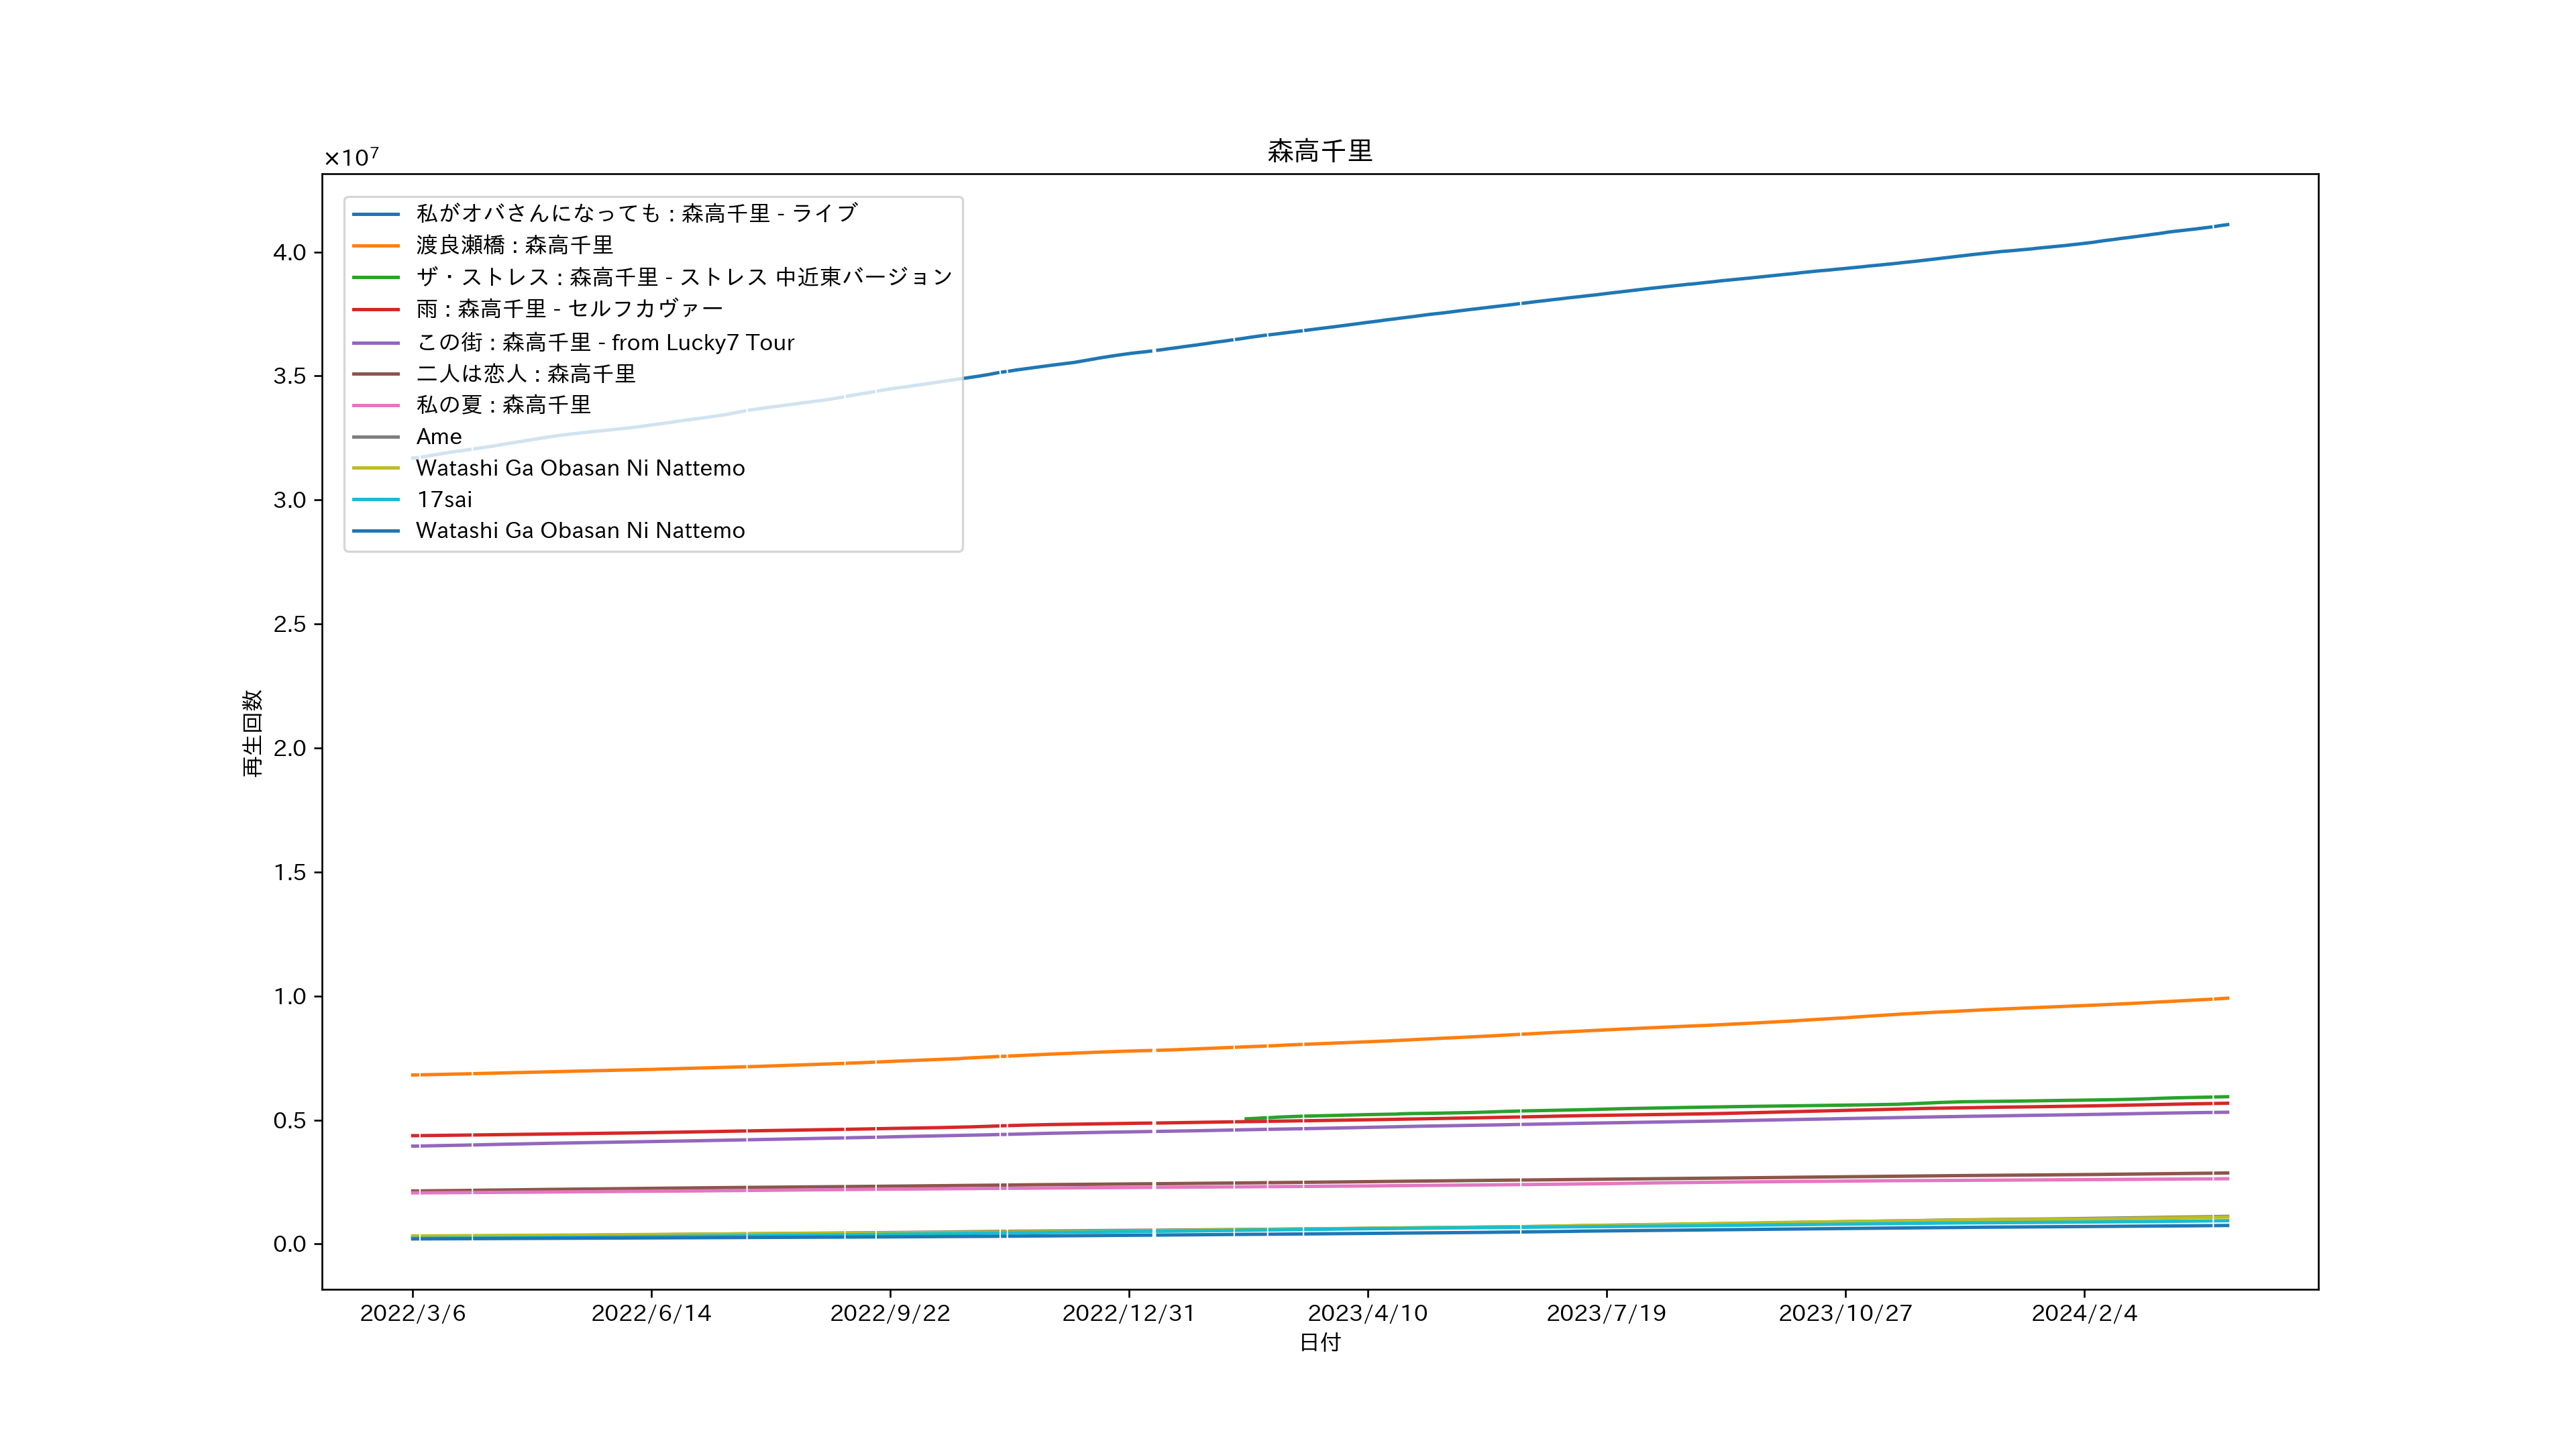 森高千里
×10⁷
私がオバさんになっても : 森高千里 - ライブ
渡良瀬橋 : 森高千里
ザ・ストレス : 森高千里 - ストレス 中近東バージョン
雨 : 森高千里 - セルフカヴァー
この街 : 森高千里 - from Lucky7 Tour
二人は恋人 : 森高千里
私の夏 : 森高千里
Ame
Watashi Ga Obasan Ni Nattemo
17sai
Watashi Ga Obasan Ni Nattemo
4.0
3.5
3.0
2.5
2.0
1.5
1.0
0.5
0.0
再生回数
2022/3/6
2022/6/14
2022/9/22
2022/12/31
2023/4/10
2023/7/19
2023/10/27
2024/2/4
日付